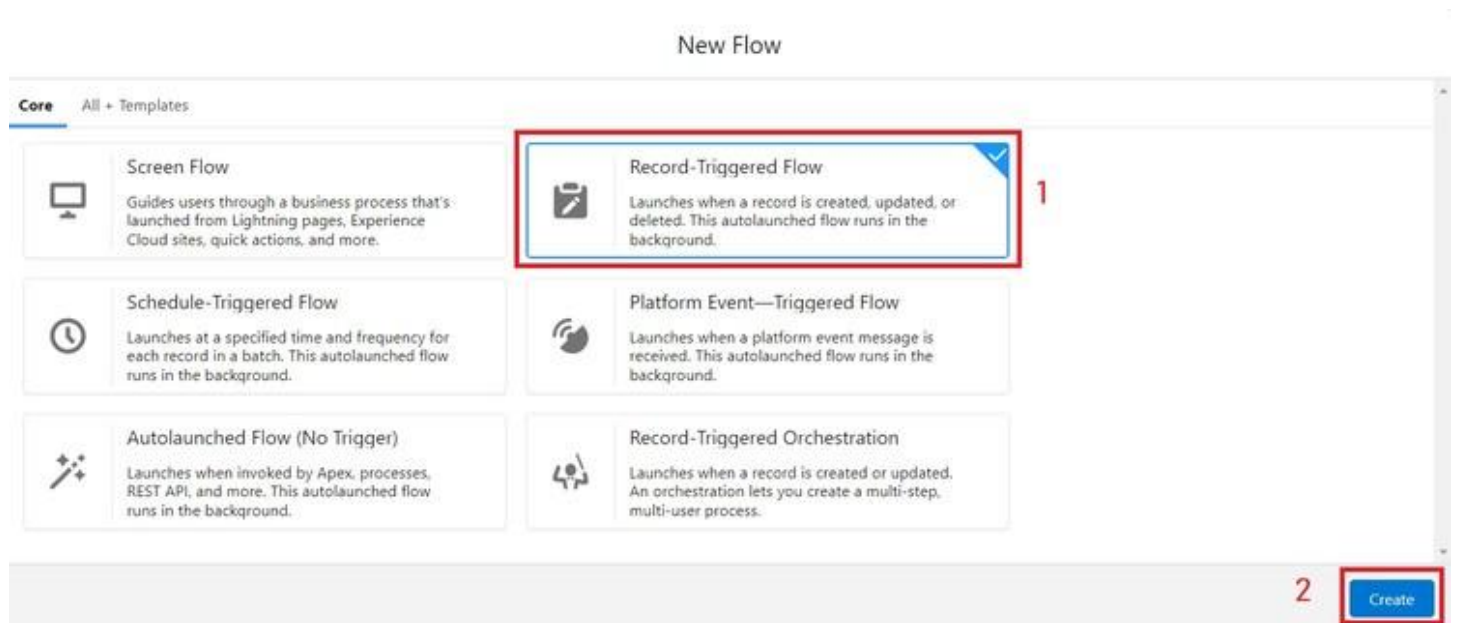 New Flow
Core All + Templates
Screen Flow
Guides users through a business process that's
launched from Lightning pages, Experience
Cloud sites, quick actions, and more.
Record-Triggered Flow
Launches when a record is created, updated, or
deleted. This autolaunched flow runs in the
background.
1
Schedule-Triggered Flow
Launches at a specified time and frequency for
each record in a batch. This autolaunched flow
runs in the background.
Platform Event—Triggered Flow
Launches when a platform event message is
received. This autolaunched flow runs in the
background.
Autolaunched Flow (No Trigger)
Launches when invoked by Apex, processes,
REST API, and more. This autolaunched flow
runs in the background.
Record-Triggered Orchestration
Launches when a record is created or updated.
An orchestration lets you create a multi-step,
multi-user process.
2
Create